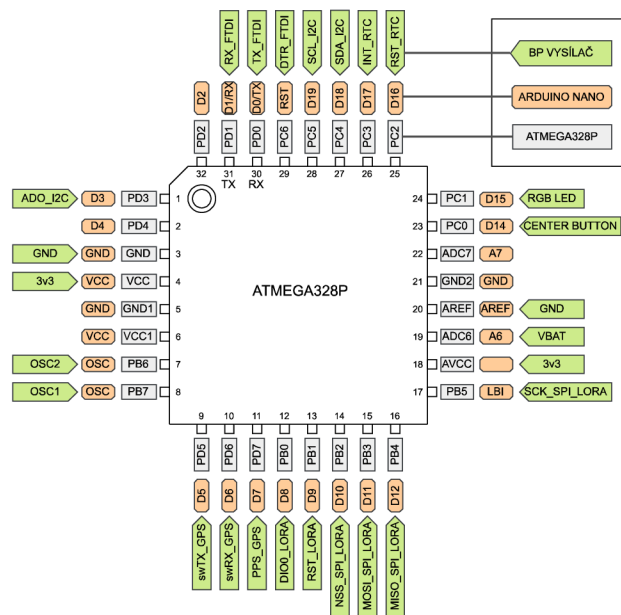 RX_FTDI TX_FTDI DTR_FTDI SCL_I2C SDA_I2C INT_RTC RST_RTC
BP VYSÍLAČ
D2 D1/RX D0/TX RST D19 D18 D17 D16
ARDUINO NANO
PD2 PD1 PD0 PC6 PC5 PC4 PC3 PC2
ATMEGA328P
32 31 30 29 28 27 26 25
TX RX
ADO_I2C D3 PD3 1
24 PC1 D15 RGB LED
D4 PD4 2
23 PC0 D14 CENTER BUTTON
GND GND GND 3
22 ADC7 A7
3v3 VCC VCC 4
21 GND2 GND
ATMEGA328P
GND GND1 5
20 AREF AREF GND
VCC VCC1 6
19 ADC6 A6 VBAT
OSC2 OSC PB6 7
18 AVCC 3v3
OSC1 OSC PB7 8
17 PB5 LBI SCK_SPI_LORA
9 10 11 12 13 14 15 16
PD5 PD6 PD7 PB0 PB1 PB2 PB3 PB4
D5 D6 D7 D8 D9 D10 D11 D12
swTX_GPS swRX_GPS PPS_GPS DIO0_LORA RST_LORA NSS_SPI_LORA MOSI_SPI_LORA MISO_SPI_LORA